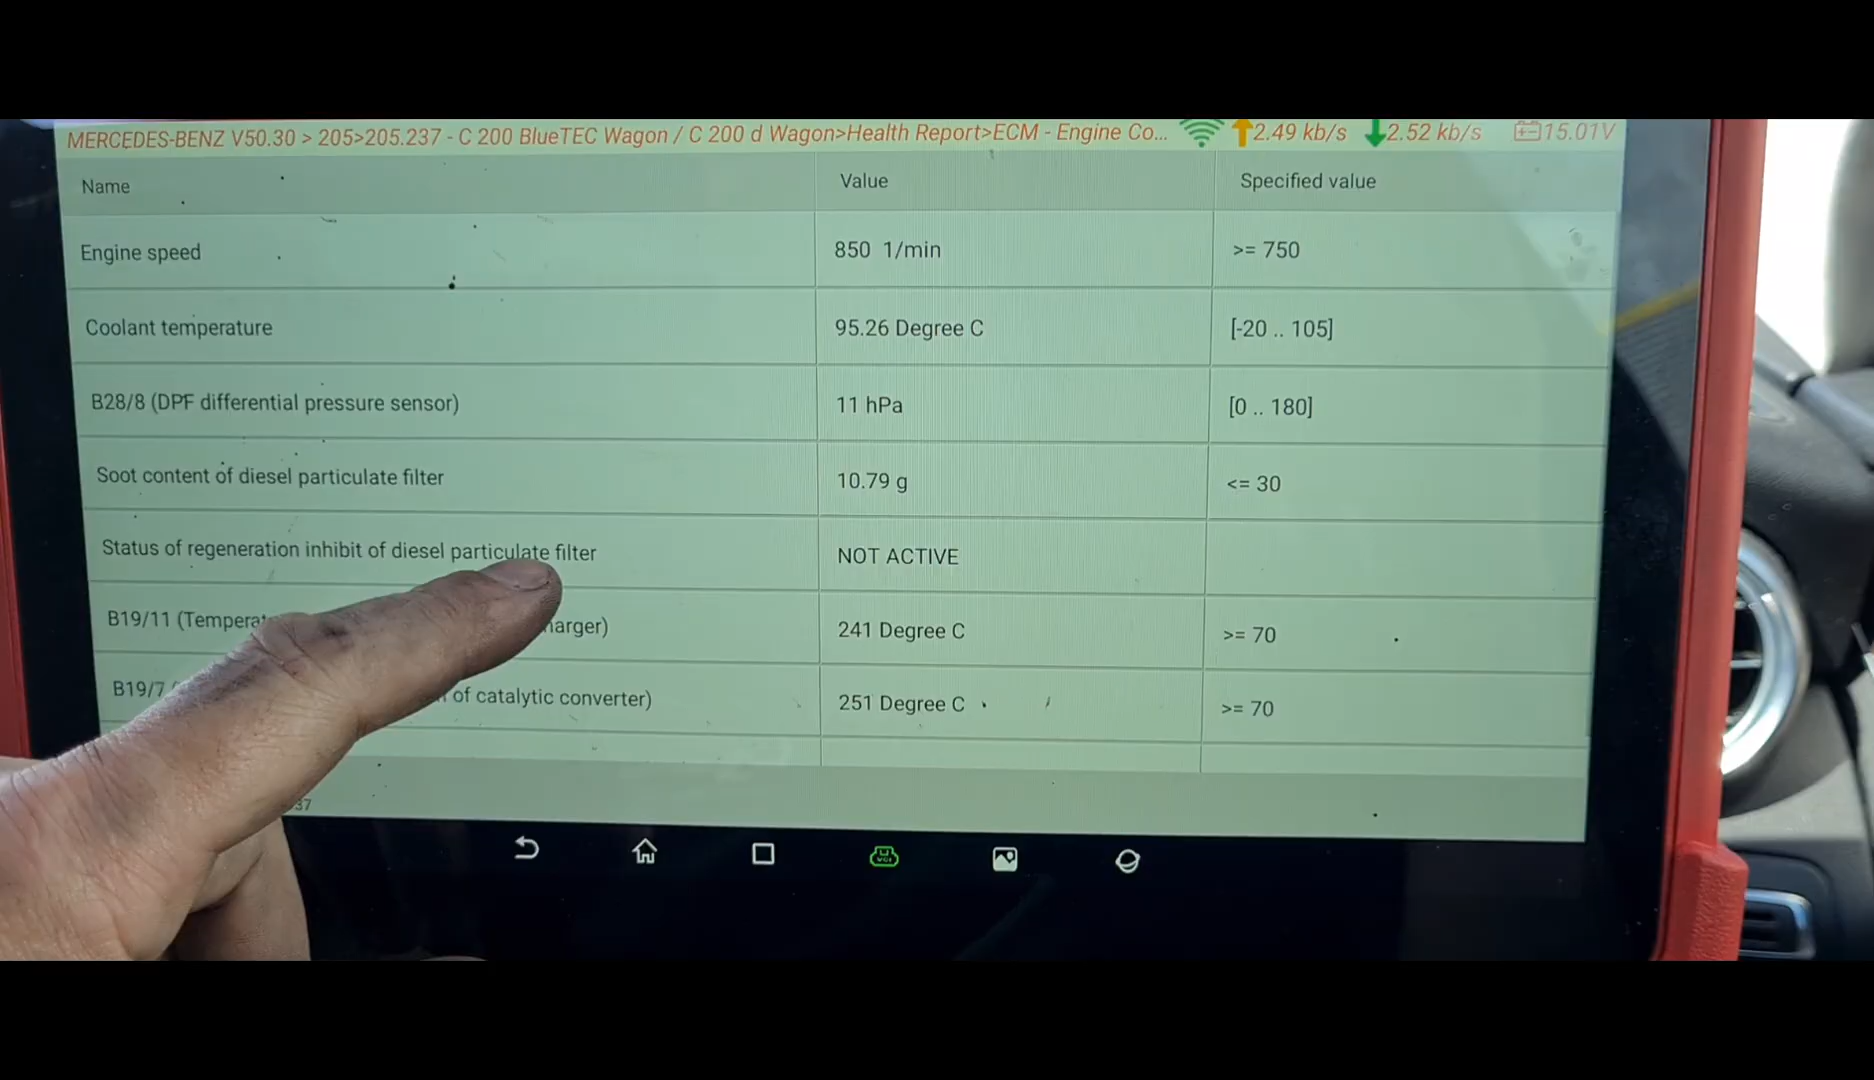 MERCEDES-BENZ V50.30 > 205>205.237 - C 200 BlueTEC Wagon / C 200 d Wagon>Health Report>ECM - Engine Co... 2.49 kb/s 2.52 kb/s 15.01V
Name Value Specified value
Engine speed 850 1/min >= 750
Coolant temperature 95.26 Degree C [-20 .. 105]
B28/8 (DPF differential pressure sensor) 11 hPa [0 .. 180]
Soot content of diesel particulate filter 10.79 g <= 30
Status of regeneration inhibit of diesel particulate filter NOT ACTIVE
B19/11 (Temperat harger) 241 Degree C >= 70
B19/7 of catalytic converter) 251 Degree C >= 70
37
VCI